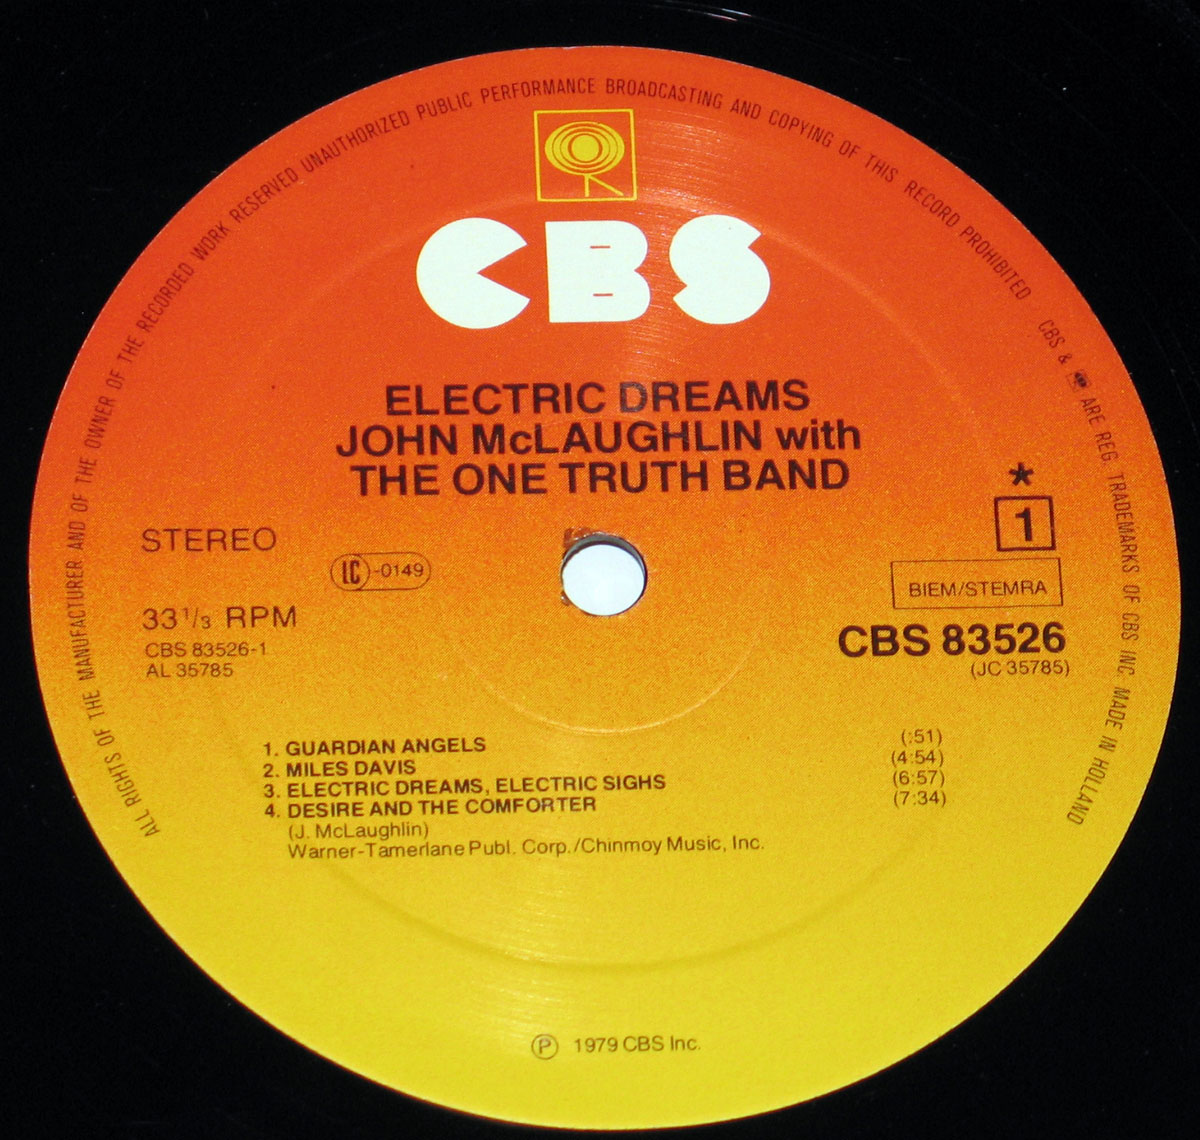 ALL RIGHTS OF THE MANUFACTURER AND OF THE OWNER OF THE RECORDED WORK RESERVED UNAUTHORIZED PUBLIC PERFORMANCE BROADCASTING AND COPYING OF THIS RECORD PROHIBITED
CBS & ARE REG. TRADEMARKS OF CBS INC. MADE IN HOLLAND
CBS
ELECTRIC DREAMS
JOHN McLAUGHLIN with
THE ONE TRUTH BAND
STEREO
LC-0149
33 1/3 RPM
CBS 83526-1
AL 35785
*
1
BIEM/STEMRA
CBS 83526
(JC 35785)
1. GUARDIAN ANGELS (:51)
2. MILES DAVIS (4:54)
3. ELECTRIC DREAMS, ELECTRIC SIGHS (6:57)
4. DESIRE AND THE COMFORTER (7:34)
(J. McLaughlin)
Warner-Tamerlane Publ. Corp./Chinmoy Music, Inc.
℗ 1979 CBS Inc.